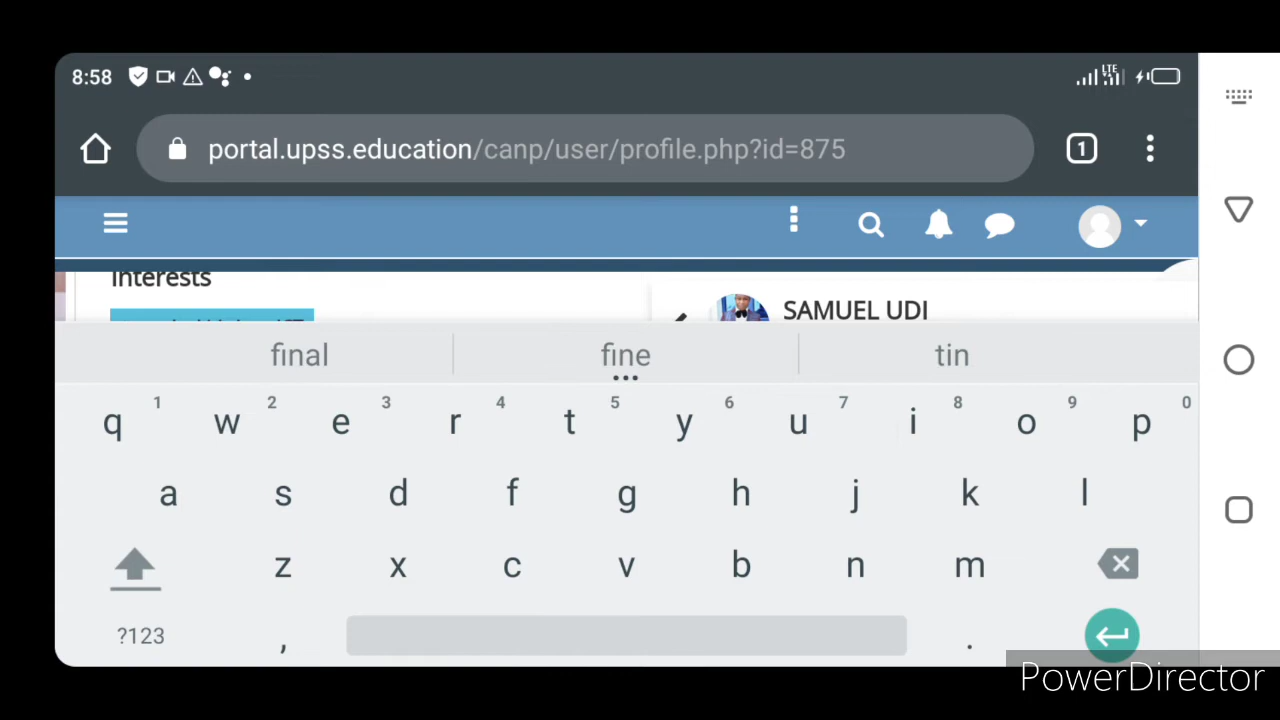 8:58 LTE
portal.upss.education/canp/user/profile.php?id=875 1
Interests
SAMUEL UDI
final fine tin
1 2 3 4 5 6 7 8 9 0
q w e r t y u i o p
a s d f g h j k l
z x c v b n m
?123 , .
PowerDirector